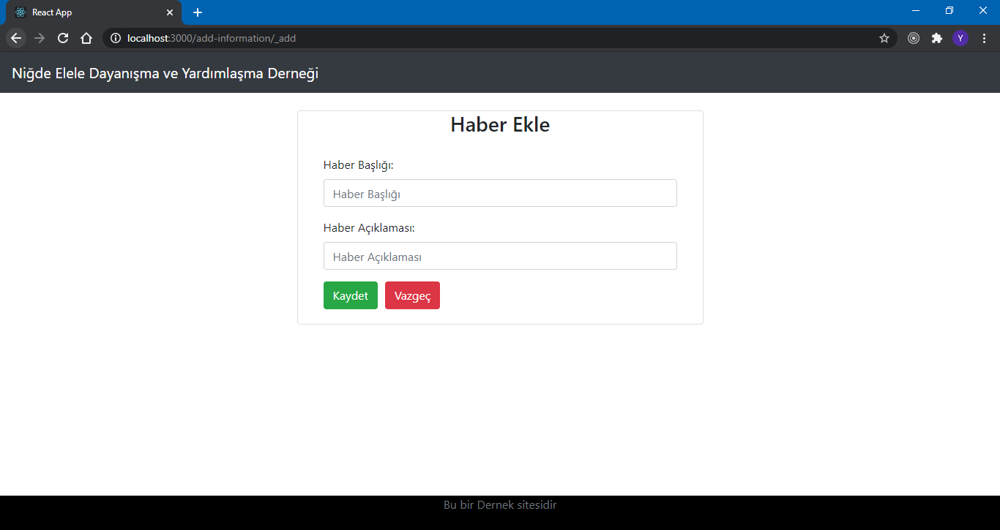 React App
localhost:3000/add-information/_add
Y
Niğde Elele Dayanışma ve Yardımlaşma Derneği
Haber Ekle
Haber Başlığı:
Haber Başlığı
Haber Açıklaması:
Haber Açıklaması
Kaydet Vazgeç
Bu bir Dernek sitesidir